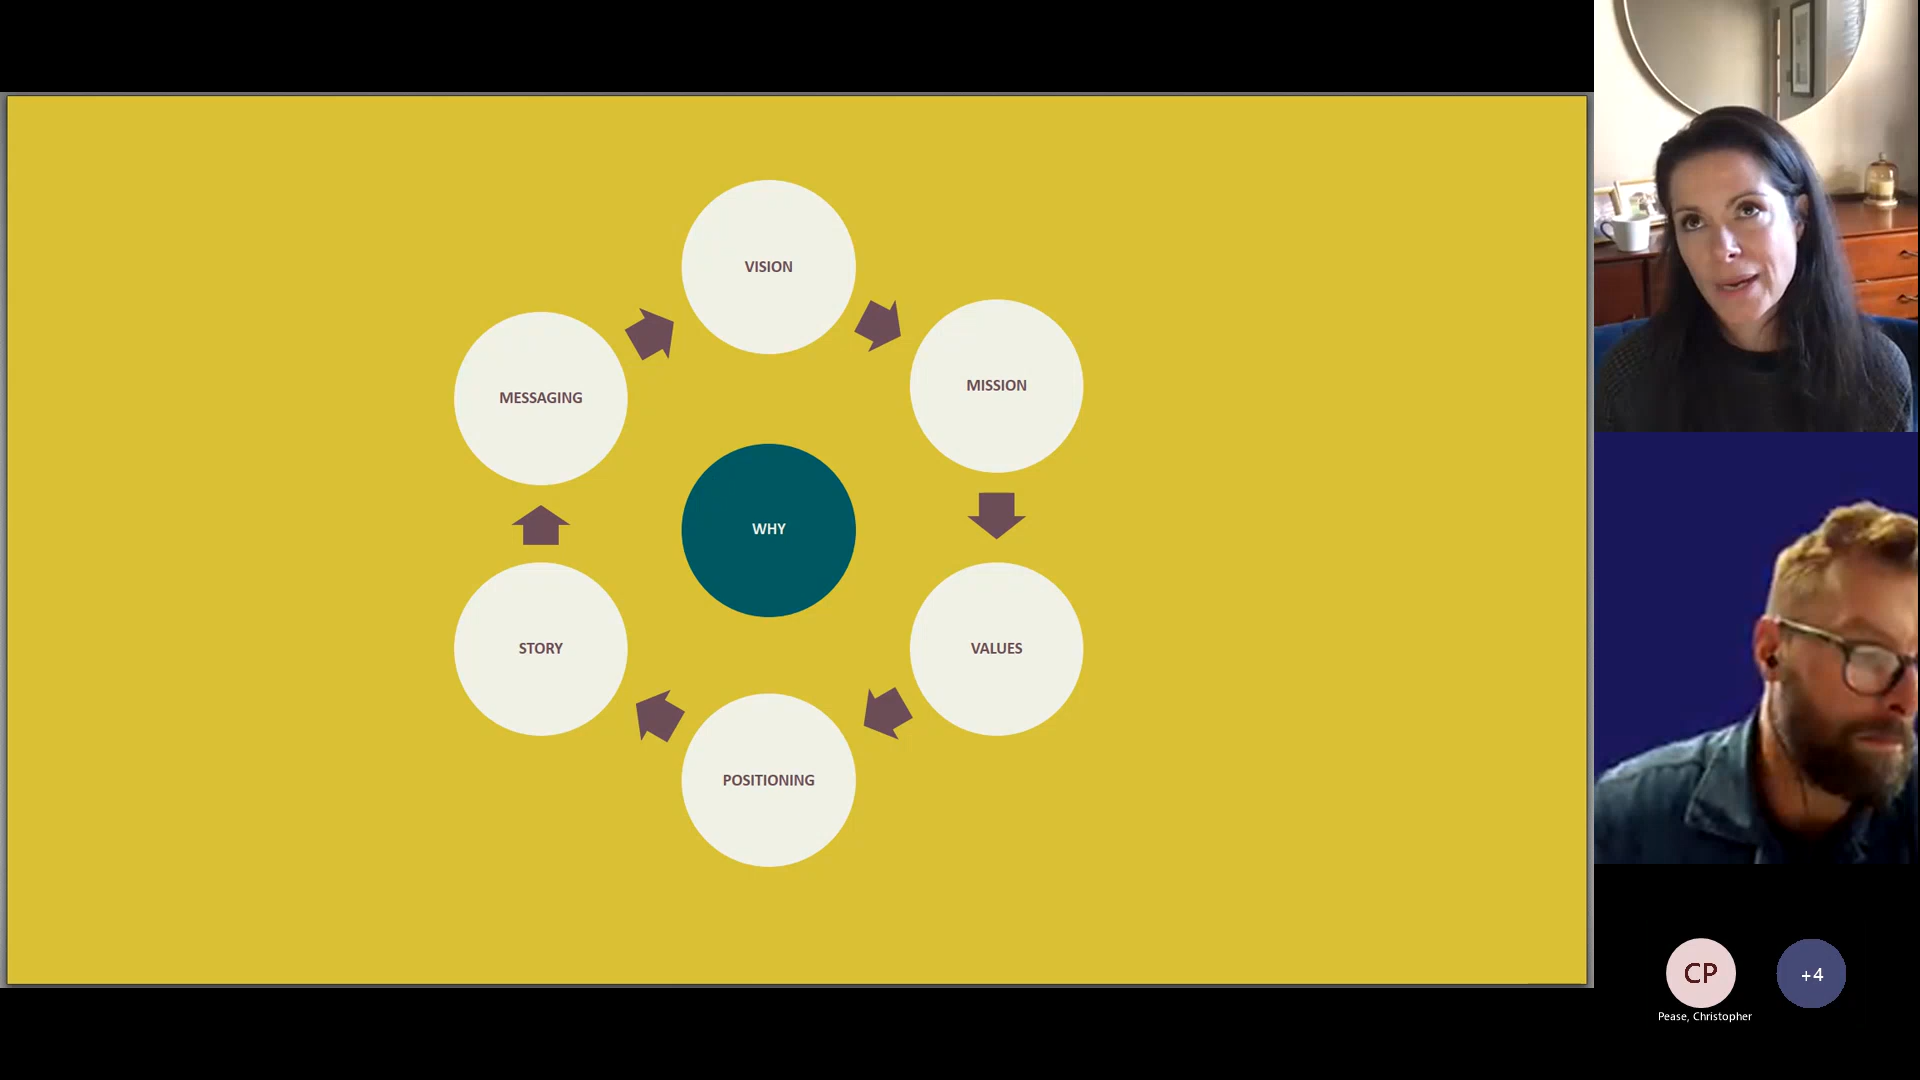 VISION
MISSION
MESSAGING
WHY
VALUES
STORY
POSITIONING
CP
+4
Pease, Christopher